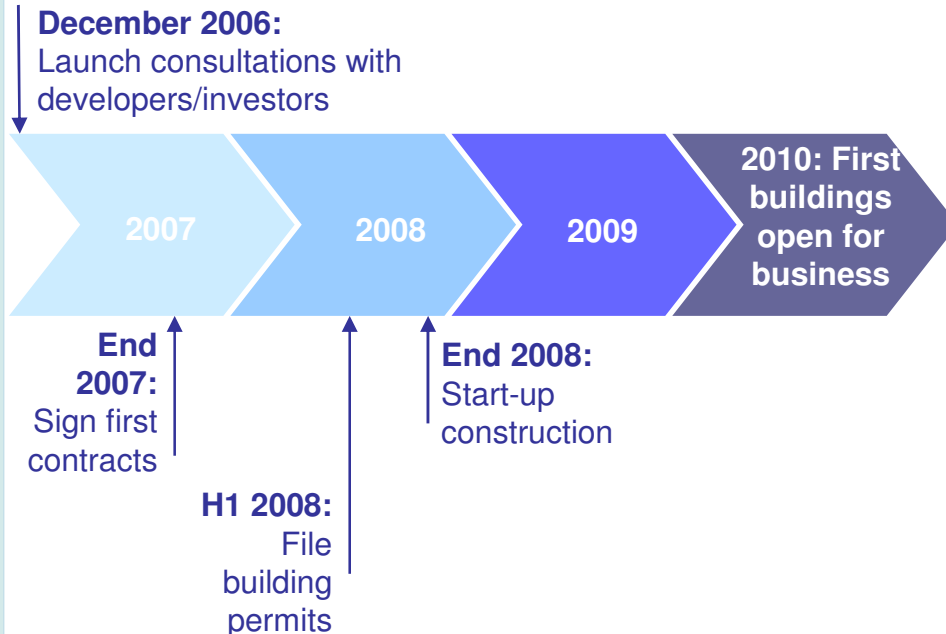 December 2006:
Launch consultations with
developers/investors
2007
2008
2009
2010: First
buildings
open for
business
End
2007:
Sign first
contracts
H1 2008:
File
building
permits
End 2008:
Start-up
construction